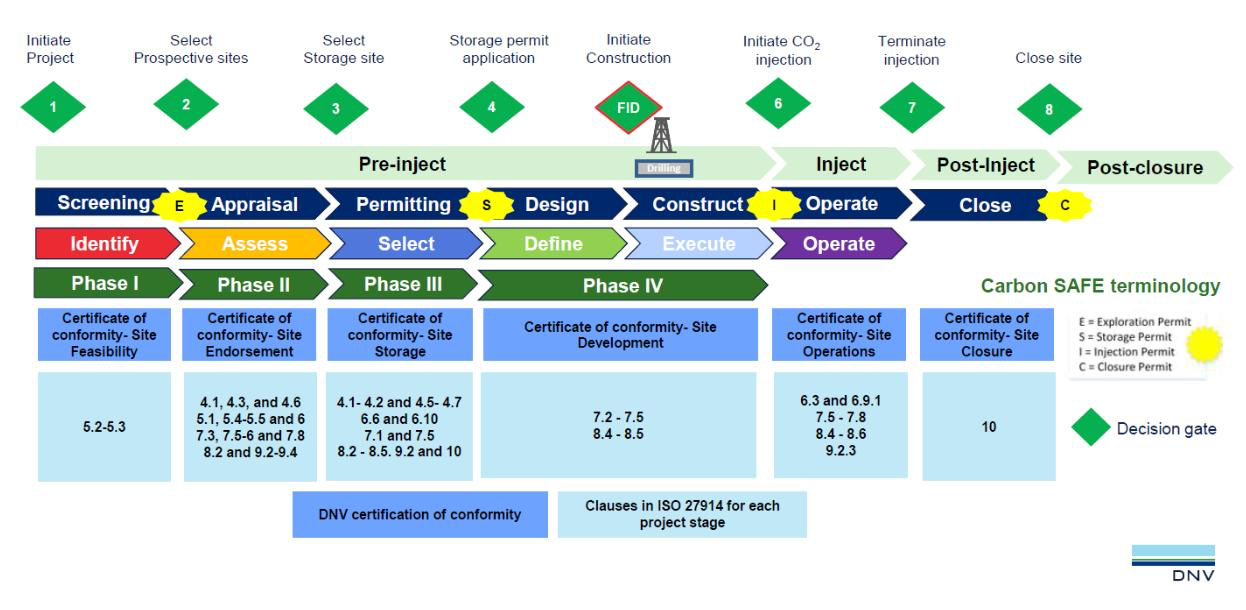 Initiate
Project
Select
Prospective sites
Select
Storage site
Storage permit
application
Initiate
Construction
Initiate CO₂
injection
Terminate
injection
Close site
1
2
3
4
FID
6
7
8
Pre-inject
Drilling
Inject
Post-Inject
Post-closure
Screening
E
Appraisal
Permitting
S
Design
Construct
I
Operate
Close
C
Identify
Assess
Select
Define
Execute
Operate
Phase I
Phase II
Phase III
Phase IV
Carbon SAFE terminology
Certificate of
conformity- Site
Feasibility
Certificate of
conformity- Site
Endorsement
Certificate of
conformity- Site
Storage
Certificate of conformity- Site
Development
Certificate of
conformity- Site
Operations
Certificate of
conformity- Site
Closure
E = Exploration Permit
S = Storage Permit
I = Injection Permit
C = Closure Permit
5.2-5.3
4.1, 4.3, and 4.6
5.1, 5.4-5.5 and 6
7.3, 7.5-6 and 7.8
8.2 and 9.2-9.4
4.1- 4.2 and 4.5- 4.7
6.6 and 6.10
7.1 and 7.5
8.2 - 8.5. 9.2 and 10
7.2 - 7.5
8.4 - 8.5
6.3 and 6.9.1
7.5 - 7.8
8.4 - 8.6
9.2.3
10
Decision gate
DNV certification of conformity
Clauses in ISO 27914 for each
project stage
DNV